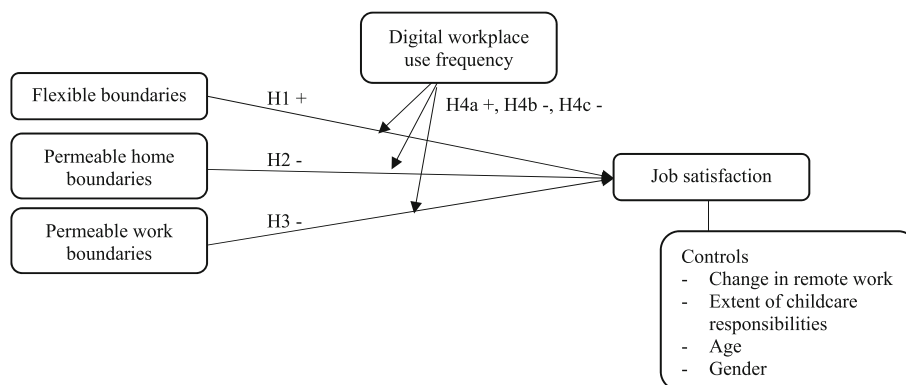 Digital workplace
use frequency
Flexible boundaries
H1 +
H4a +, H4b -, H4c -
Permeable home
boundaries
H2 -
Job satisfaction
Permeable work
boundaries
H3 -
Controls
- Change in remote work
- Extent of childcare
responsibilities
- Age
- Gender